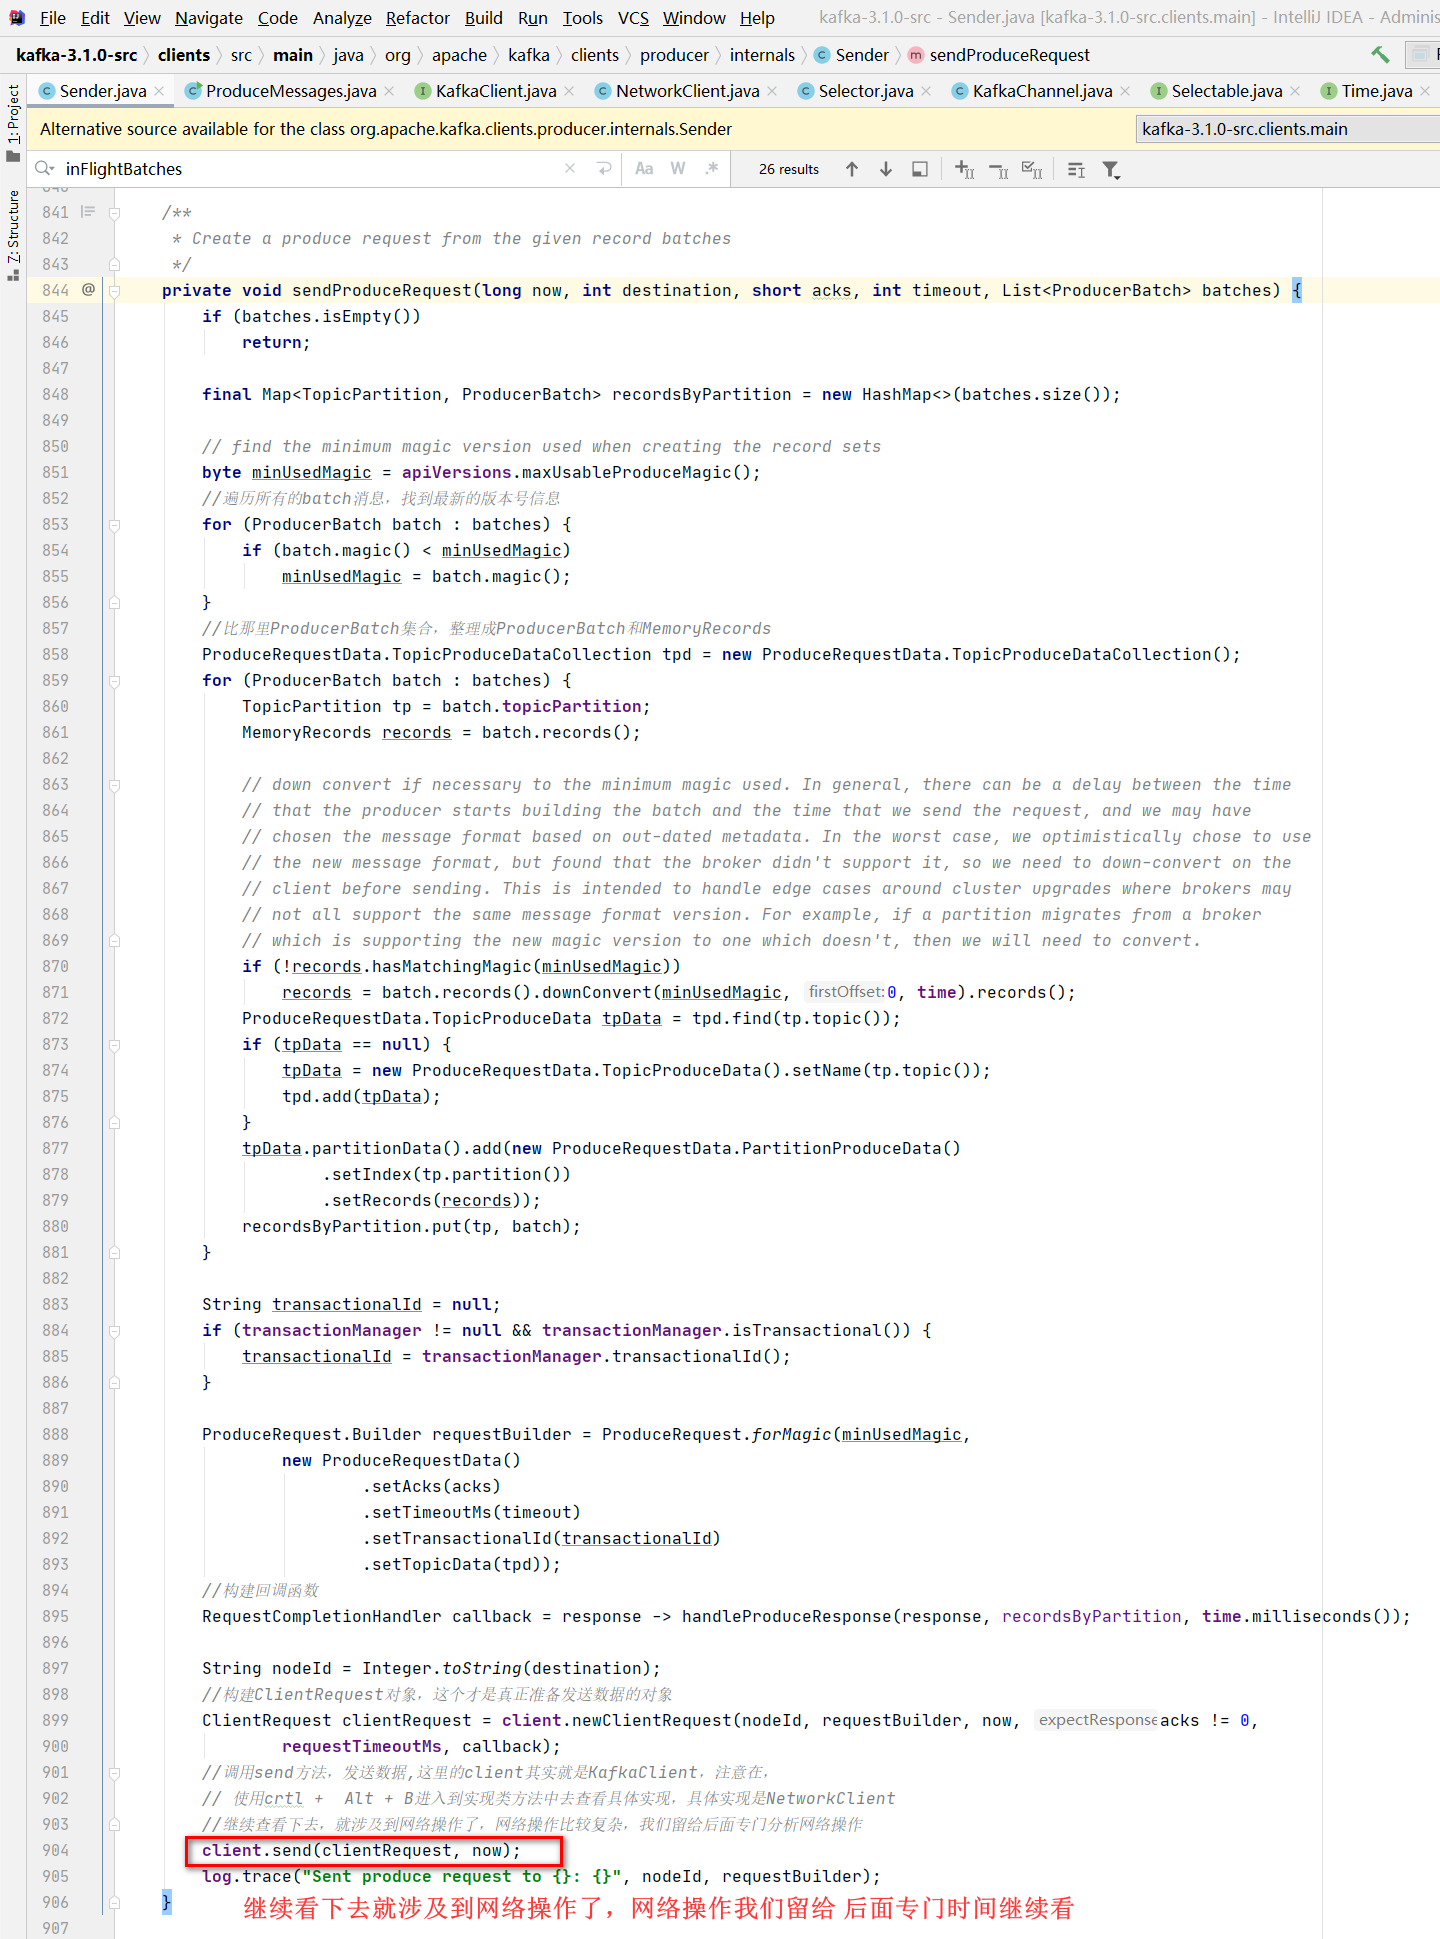 File Edit View Navigate Code Analyze Refactor Build Run Tools VCS Window Help kafka-3.1.0-src - Sender.java [kafka-3.1.0-src.clients.main] - IntelliJ IDEA - Adminis
kafka-3.1.0-src clients src main java org apache kafka clients producer internals Sender sendProduceRequest
Sender.java ProduceMessages.java KafkaClient.java NetworkClient.java Selector.java KafkaChannel.java Selectable.java Time.java
1: Project
7: Structure
Alternative source available for the class org.apache.kafka.clients.producer.internals.Sender kafka-3.1.0-src.clients.main
inFlightBatches Aa W .* 26 results
840
841 /**
842 * Create a produce request from the given record batches
843 */
844 @ private void sendProduceRequest(long now, int destination, short acks, int timeout, List<ProducerBatch> batches) {
845 if (batches.isEmpty())
846 return;
847
848 final Map<TopicPartition, ProducerBatch> recordsByPartition = new HashMap<>(batches.size());
849
850 // find the minimum magic version used when creating the record sets
851 byte minUsedMagic = apiVersions.maxUsableProduceMagic();
852 //遍历所有的batch消息，找到最新的版本号信息
853 for (ProducerBatch batch : batches) {
854 if (batch.magic() < minUsedMagic)
855 minUsedMagic = batch.magic();
856 }
857 //比那里ProducerBatch集合，整理成ProducerBatch和MemoryRecords
858 ProduceRequestData.TopicProduceDataCollection tpd = new ProduceRequestData.TopicProduceDataCollection();
859 for (ProducerBatch batch : batches) {
860 TopicPartition tp = batch.topicPartition;
861 MemoryRecords records = batch.records();
862
863 // down convert if necessary to the minimum magic used. In general, there can be a delay between the time
864 // that the producer starts building the batch and the time that we send the request, and we may have
865 // chosen the message format based on out-dated metadata. In the worst case, we optimistically chose to use
866 // the new message format, but found that the broker didn't support it, so we need to down-convert on the
867 // client before sending. This is intended to handle edge cases around cluster upgrades where brokers may
868 // not all support the same message format version. For example, if a partition migrates from a broker
869 // which is supporting the new magic version to one which doesn't, then we will need to convert.
870 if (!records.hasMatchingMagic(minUsedMagic))
871 records = batch.records().downConvert(minUsedMagic, firstOffset: 0, time).records();
872 ProduceRequestData.TopicProduceData tpData = tpd.find(tp.topic());
873 if (tpData == null) {
874 tpData = new ProduceRequestData.TopicProduceData().setName(tp.topic());
875 tpd.add(tpData);
876 }
877 tpData.partitionData().add(new ProduceRequestData.PartitionProduceData()
878 .setIndex(tp.partition())
879 .setRecords(records));
880 recordsByPartition.put(tp, batch);
881 }
882
883 String transactionalId = null;
884 if (transactionManager != null && transactionManager.isTransactional()) {
885 transactionalId = transactionManager.transactionalId();
886 }
887
888 ProduceRequest.Builder requestBuilder = ProduceRequest.forMagic(minUsedMagic,
889 new ProduceRequestData()
890 .setAcks(acks)
891 .setTimeoutMs(timeout)
892 .setTransactionalId(transactionalId)
893 .setTopicData(tpd));
894 //构建回调函数
895 RequestCompletionHandler callback = response -> handleProduceResponse(response, recordsByPartition, time.milliseconds());
896
897 String nodeId = Integer.toString(destination);
898 //构建ClientRequest对象，这个才是真正准备发送数据的对象
899 ClientRequest clientRequest = client.newClientRequest(nodeId, requestBuilder, now, expectResponse acks != 0,
900 requestTimeoutMs, callback);
901 //调用send方法，发送数据,这里的client其实就是KafkaClient，注意在，
902 // 使用crtl + Alt + B进入到实现类方法中去查看具体实现，具体实现是NetworkClient
903 //继续查看下去，就涉及到网络操作了，网络操作比较复杂，我们留给后面专门分析网络操作
904 client.send(clientRequest, now);
905 log.trace("Sent produce request to {}: {}", nodeId, requestBuilder);
906 } 继续看下去就涉及到网络操作了，网络操作我们留给 后面专门时间继续看
907